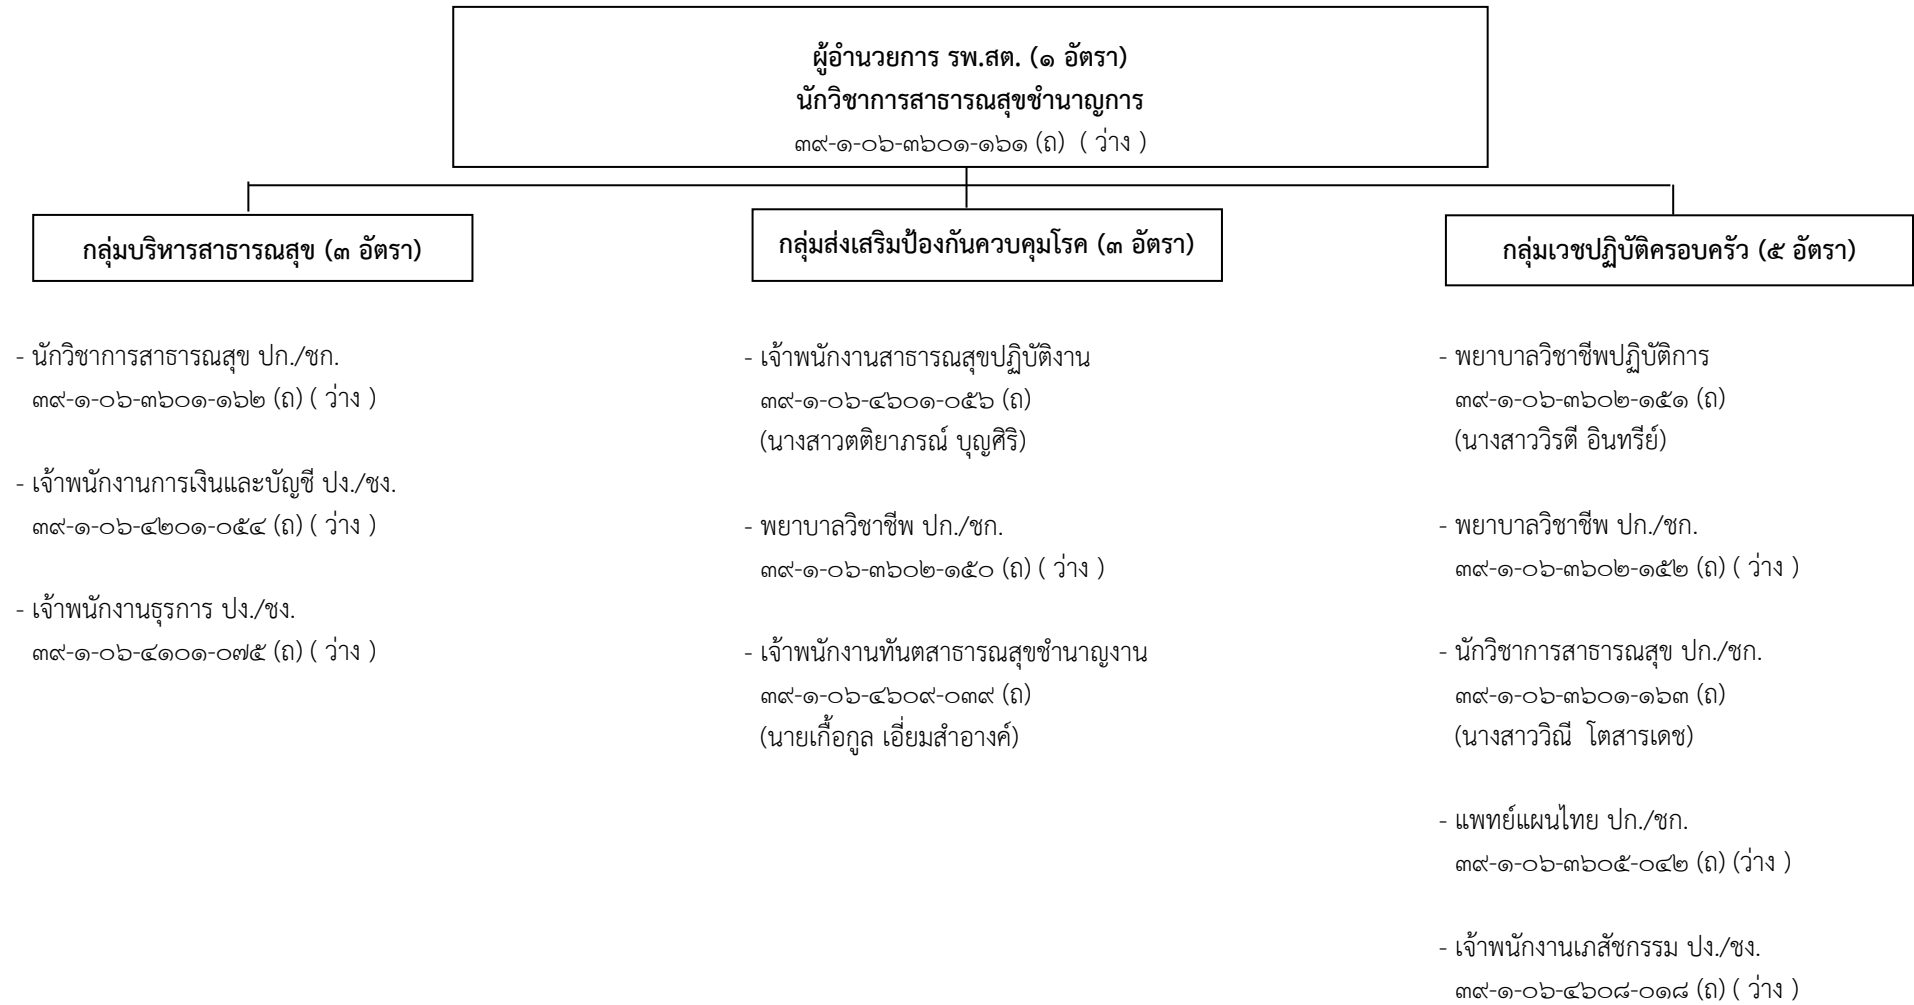 ผู้อำนวยการ รพ.สต. (๑ อัตรา)
นักวิชาการสาธารณสุขชำนาญการ
๓๙-๑-๐๖-๓๖๐๑-๑๖๑ (ถ) ( ว่าง )
กลุ่มบริหารสาธารณสุข (๓ อัตรา)
- นักวิชาการสาธารณสุข ปก./ชก.
๓๙-๑-๐๖-๓๖๐๑-๑๖๒ (ถ) ( ว่าง )
- เจ้าพนักงานการเงินและบัญชี ปง./ชง.
๓๙-๑-๐๖-๔๒๐๑-๐๕๔ (ถ) ( ว่าง )
- เจ้าพนักงานธุรการ ปง./ชง.
๓๙-๑-๐๖-๔๑๐๑-๐๗๕ (ถ) ( ว่าง )
กลุ่มส่งเสริมป้องกันควบคุมโรค (๓ อัตรา)
- เจ้าพนักงานสาธารณสุขปฏิบัติงาน
๓๙-๑-๐๖-๔๖๐๑-๐๕๖ (ถ)
(นางสาวตติยาภรณ์ บุญศิริ)
- พยาบาลวิชาชีพ ปก./ชก.
๓๙-๑-๐๖-๓๖๐๒-๑๕๐ (ถ) ( ว่าง )
- เจ้าพนักงานทันตสาธารณสุขชำนาญงาน
๓๙-๑-๐๖-๔๖๐๙-๐๓๙ (ถ)
(นายเกื้อกูล เอี่ยมสำอางค์)
กลุ่มเวชปฏิบัติครอบครัว (๕ อัตรา)
- พยาบาลวิชาชีพปฏิบัติการ
๓๙-๑-๐๖-๓๖๐๒-๑๕๑ (ถ)
(นางสาววิรตี อินทรีย์)
- พยาบาลวิชาชีพ ปก./ชก.
๓๙-๑-๐๖-๓๖๐๒-๑๕๒ (ถ) ( ว่าง )
- นักวิชาการสาธารณสุข ปก./ชก.
๓๙-๑-๐๖-๓๖๐๑-๑๖๓ (ถ)
(นางสาววิณี โตสารเดช)
- แพทย์แผนไทย ปก./ชก.
๓๙-๑-๐๖-๓๖๐๕-๐๔๒ (ถ) (ว่าง )
- เจ้าพนักงานเภสัชกรรม ปง./ชง.
๓๙-๑-๐๖-๔๖๐๘-๐๑๘ (ถ) ( ว่าง )